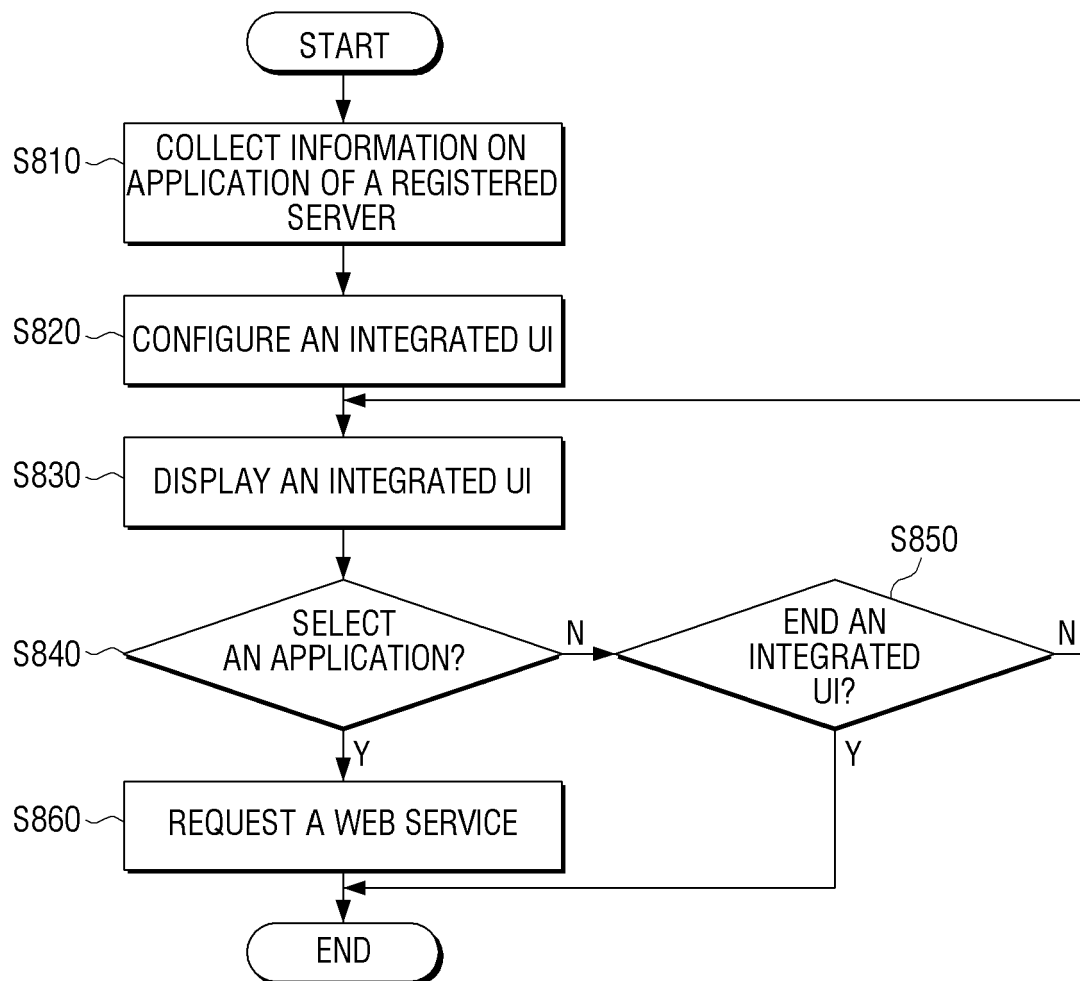 START
S810
COLLECT INFORMATION ON
APPLICATION OF A REGISTERED
SERVER
S820
CONFIGURE AN INTEGRATED UI
S830
DISPLAY AN INTEGRATED UI
S840
SELECT
AN APPLICATION?
N
Y
S850
END AN
INTEGRATED
UI?
N
Y
S860
REQUEST A WEB SERVICE
END